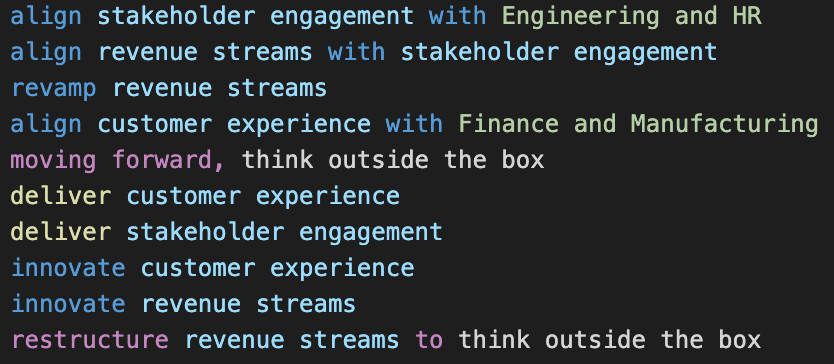 align stakeholder engagement with Engineering and HR
align revenue streams with stakeholder engagement
revamp revenue streams
align customer experience with Finance and Manufacturing
moving forward, think outside the box
deliver customer experience
deliver stakeholder engagement
innovate customer experience
innovate revenue streams
restructure revenue streams to think outside the box